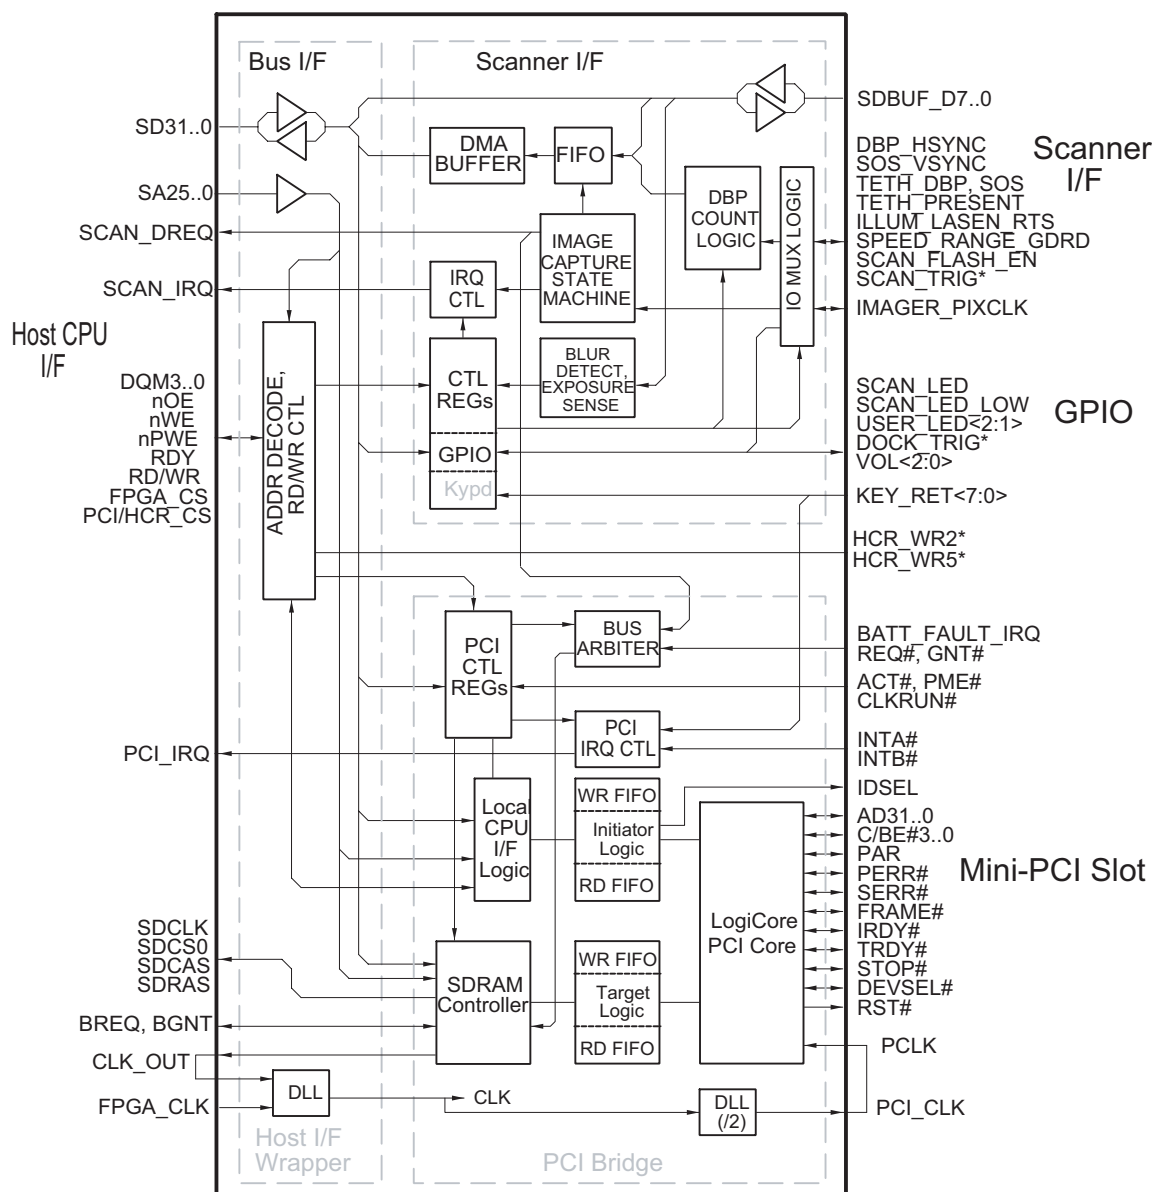 Bus I/F
Scanner I/F
SD31..0
SA25..0
SCAN_DREQ
SCAN_IRQ
Host CPU
I/F
DQM3..0
nOE
nWE
nPWE
RDY
RD/WR
FPGA_CS
PCI/HCR_CS
PCI_IRQ
SDCLK
SDCS0
SDCAS
SDRAS
BREQ, BGNT
CLK_OUT
FPGA_CLK
ADDR DECODE,
RD/WR CTL
DMA
BUFFER
FIFO
DBP
COUNT
LOGIC
IO MUX LOGIC
IMAGE
CAPTURE
STATE
MACHINE
IRQ
CTL
CTL
REGs
GPIO
Kypd
BLUR
DETECT,
EXPOSURE
SENSE
PCI
CTL
REGs
BUS
ARBITER
PCI
IRQ CTL
Local
CPU
I/F
Logic
WR FIFO
Initiator
Logic
RD FIFO
LogiCore
PCI Core
SDRAM
Controller
WR FIFO
Target
Logic
RD FIFO
DLL
CLK
DLL
(/2)
Host I/F
Wrapper
PCI Bridge
SDBUF_D7..0
DBP_HSYNC
SOS_VSYNC
TETH_DBP, SOS
TETH_PRESENT
ILLUM_LASEN_RTS
SPEED_RANGE_GDRD
SCAN_FLASH_EN
SCAN_TRIG*
IMAGER_PIXCLK
Scanner
I/F
SCAN_LED
SCAN_LED_LOW
USER_LED<2:1>
DOCK_TRIG*
VOL<2:0>
GPIO
KEY_RET<7:0>
HCR_WR2*
HCR_WR5*
BATT_FAULT_IRQ
REQ#, GNT#
ACT#, PME#
CLKRUN#
INTA#
INTB#
IDSEL
AD31..0
C/BE#3..0
PAR
PERR#
SERR#
FRAME#
IRDY#
TRDY#
STOP#
DEVSEL#
RST#
Mini-PCI Slot
PCLK
PCI_CLK